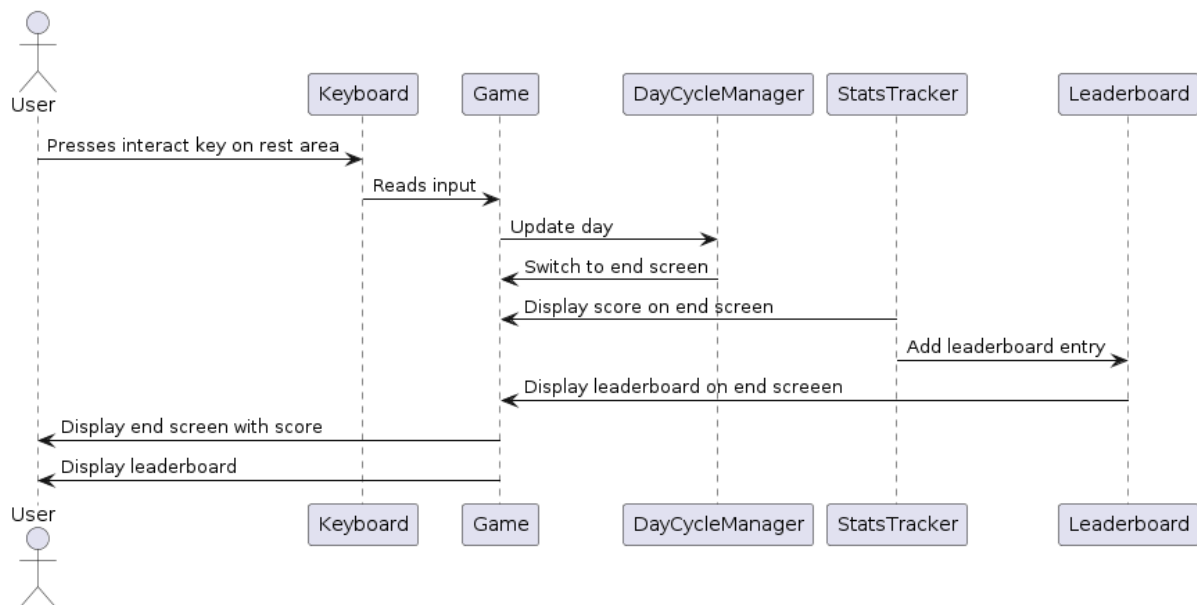 User
Keyboard
Game
DayCycleManager
StatsTracker
Leaderboard
Presses interact key on rest area
Reads input
Update day
Switch to end screen
Display score on end screen
Add leaderboard entry
Display leaderboard on end screeen
Display end screen with score
Display leaderboard
User
Keyboard
Game
DayCycleManager
StatsTracker
Leaderboard